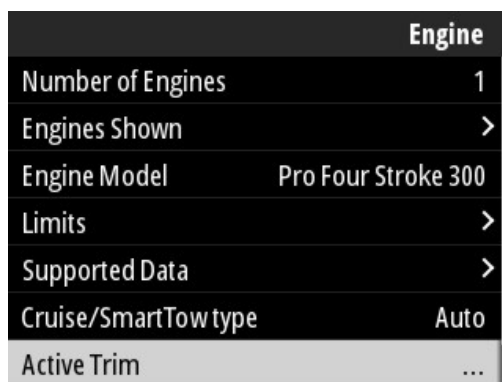 Engine
Number of Engines 1
Engines Shown >
Engine Model Pro Four Stroke 300
Limits >
Supported Data >
Cruise/SmartTow type Auto
Active Trim ...